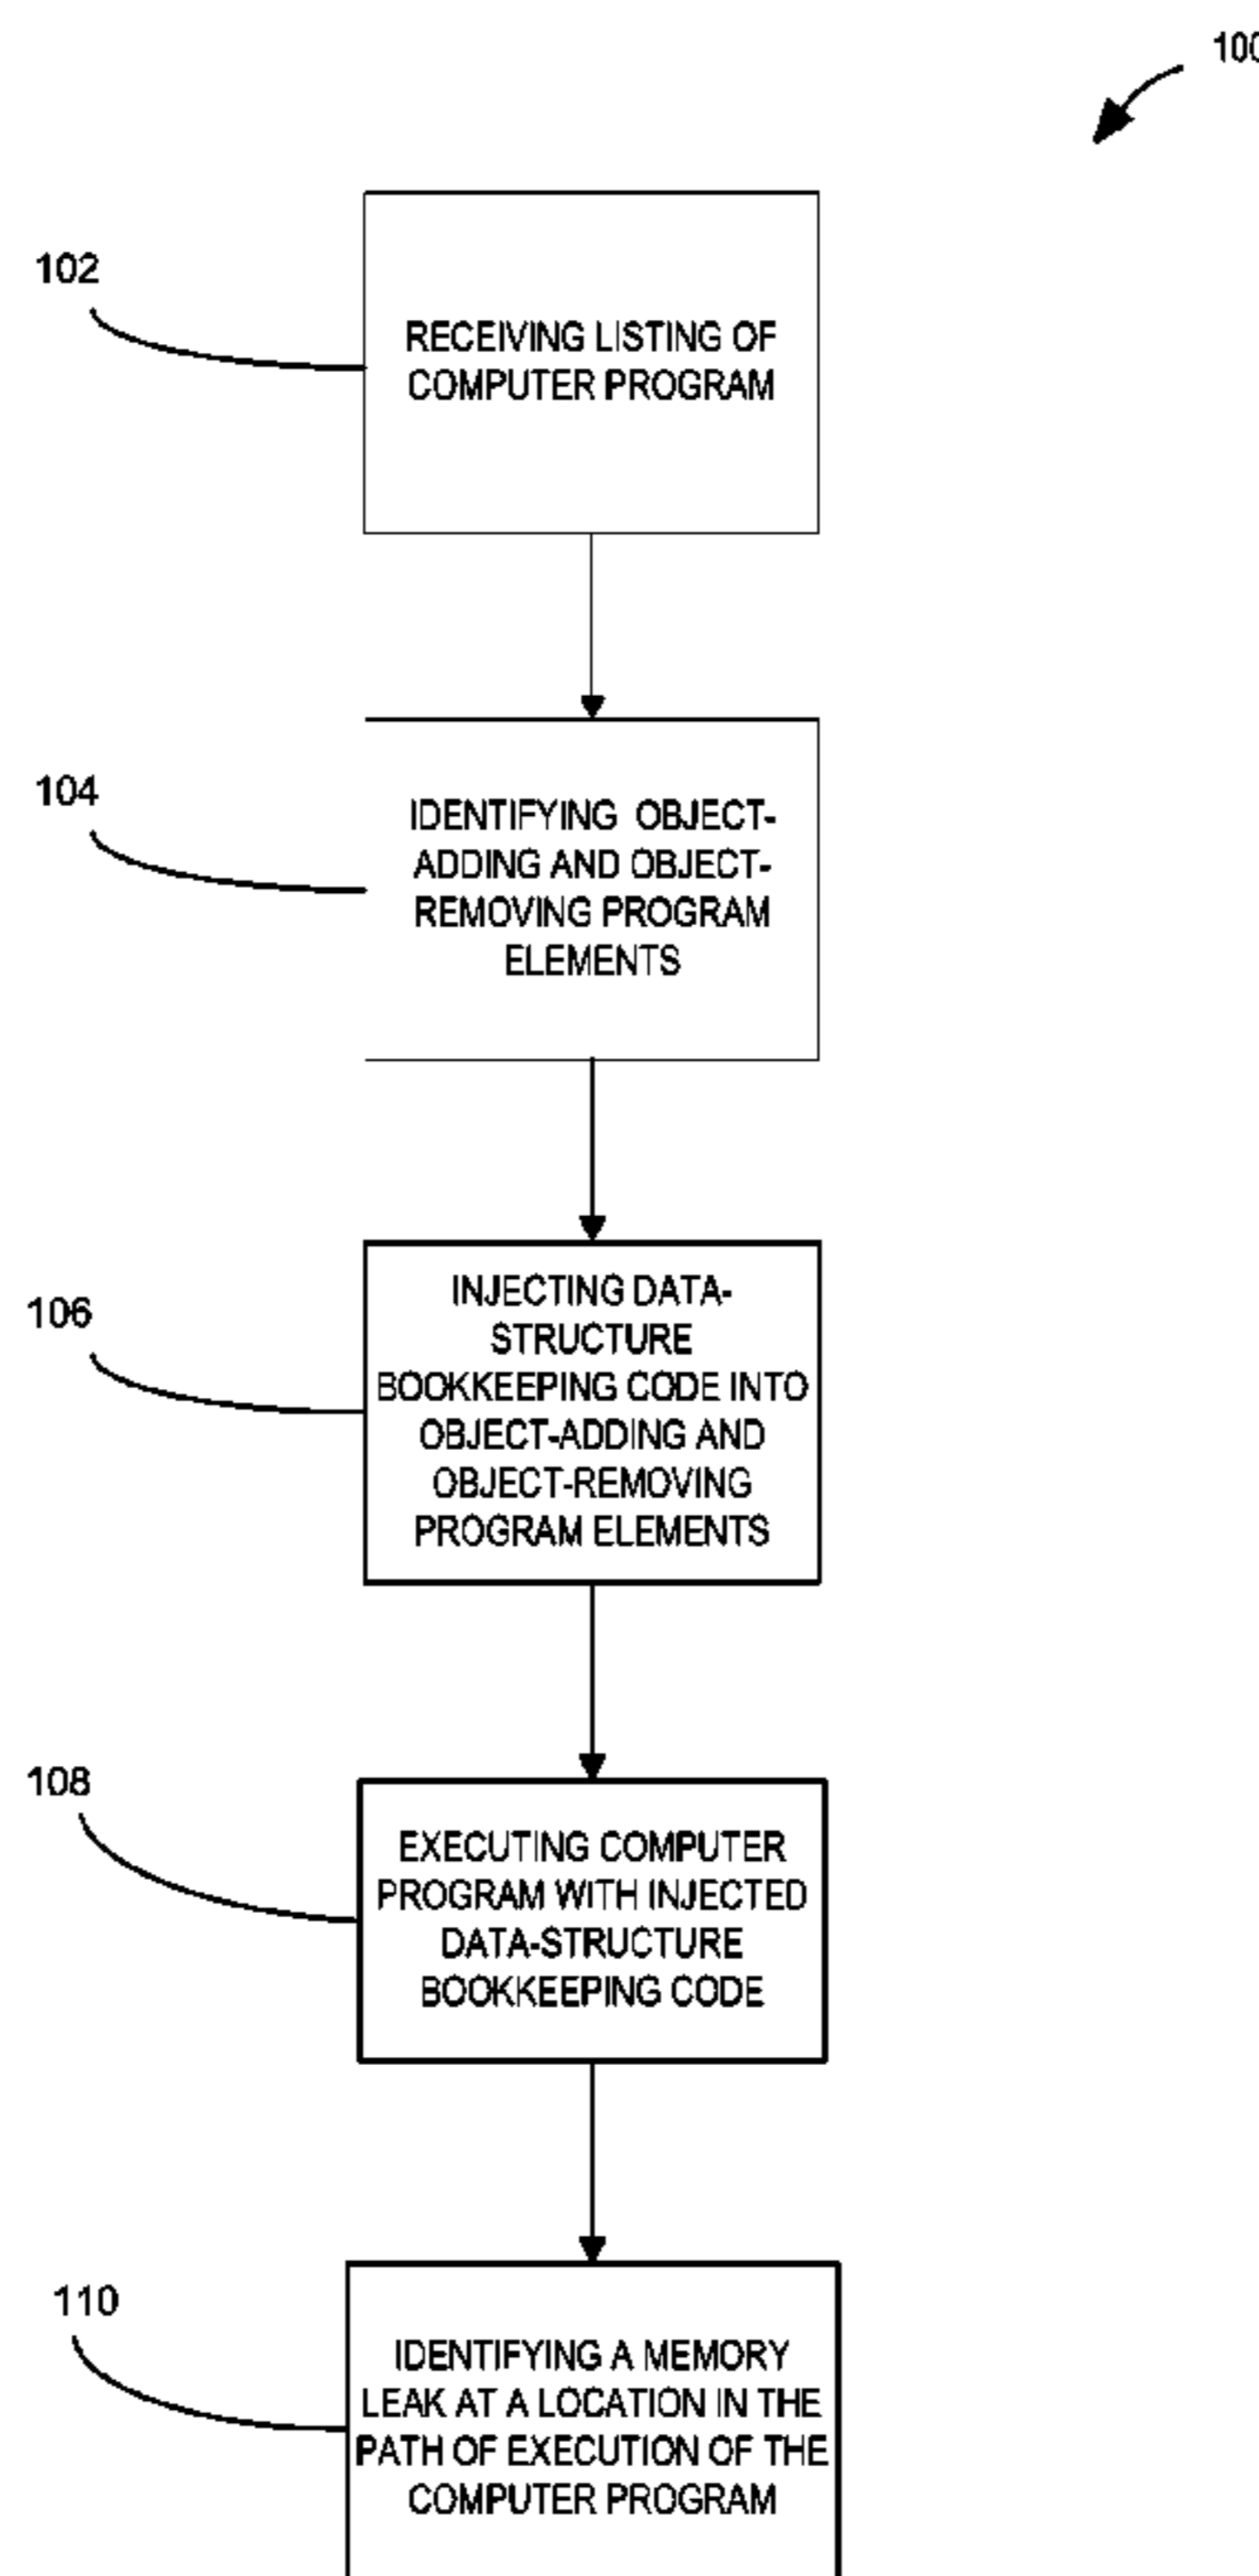 100
102
RECEIVING LISTING OF
COMPUTER PROGRAM
104
IDENTIFYING OBJECT-
ADDING AND OBJECT-
REMOVING PROGRAM
ELEMENTS
106
INJECTING DATA-
STRUCTURE
BOOKKEEPING CODE INTO
OBJECT-ADDING AND
OBJECT-REMOVING
PROGRAM ELEMENTS
108
EXECUTING COMPUTER
PROGRAM WITH INJECTED
DATA-STRUCTURE
BOOKKEEPING CODE
110
IDENTIFYING A MEMORY
LEAK AT A LOCATION IN THE
PATH OF EXECUTION OF THE
COMPUTER PROGRAM